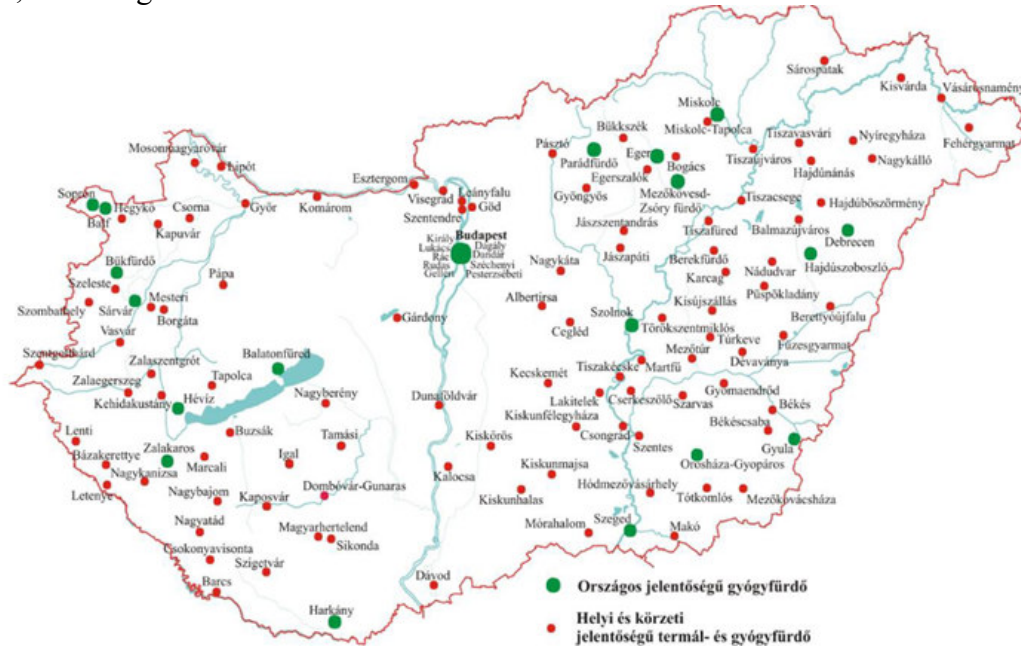 Sárospatak
Kisvárda
Vásárosnamény
Miskolc
Miskolc-Tapolca
Bükkszék
Tiszavasvári
Nyíregyháza
Fehérgyarmat
Mosonmagyaróvár
Lipót
Pásztó
Parádfürdő
Eger
Egerszalók
Bogács
Tiszaújváros
Hajdúnánás
Nagykálló
Esztergom
Visegrád
Leányfalu
Göd
Szentendre
Gyöngyös
Mezőkövesd-
Zsóry fürdő
Tiszacsege
Hajdúböszörmény
Sopron
Balf
Hegykő
Csorna
Kapuvár
Győr
Komárom
Jászszentandrás
Tiszafüred
Balmazújváros
Debrecen
Budapest
Király
Lukács
Rác
Rudas
Gellért
Dagály
Dandár
Széchenyi
Pesterzsébeti
Jászapáti
Nagykáta
Berekfürdő
Karcag
Nádudvar
Hajdúszoboszló
Püspökladány
Bükfürdő
Szeleste
Szombathely
Sárvár
Mesteri
Borgáta
Pápa
Vasvár
Gárdony
Albertirsa
Cegléd
Szolnok
Kisújszállás
Törökszentmiklós
Túrkeve
Berettyóújfalu
Füzesgyarmat
Szentgotthárd
Zalaszentgrót
Zalaegerszeg
Tapolca
Balatonfüred
Kehidakustány
Hévíz
Nagyberény
Dunaföldvár
Kecskemét
Tiszakécske
Martfű
Mezőtúr
Dévaványa
Lakitelek
Cserkeszőlő
Szarvas
Gyomaendrőd
Békés
Békéscsaba
Gyula
Kiskunfélegyháza
Csongrád
Szentes
Lenti
Bázakerettye
Zalakaros
Nagykanizsa
Letenye
Buzsák
Marcali
Igal
Tamási
Kiskőrös
Kalocsa
Kiskunmajsa
Kiskunhalas
Orosháza-Gyopáros
Hódmezővásárhely
Tótkomlós
Mezőkovácsháza
Nagybajom
Kaposvár
Dombóvár-Gunaras
Nagyatád
Magyarhertelend
Sikonda
Mórahalom
Szeged
Makó
Csokonyavisonta
Szigetvár
Barcs
Dávod
Harkány
Országos jelentőségű gyógyfürdő
Helyi és körzeti
jelentőségű termál- és gyógyfürdő